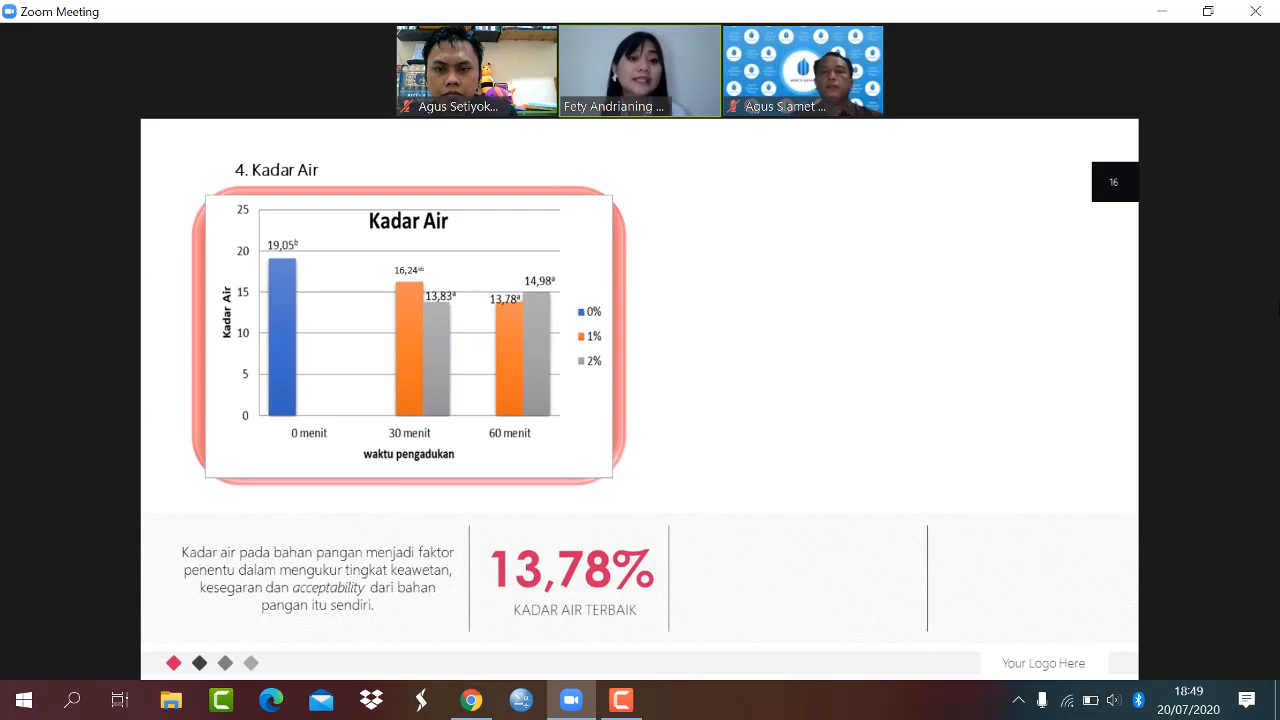 Zoom Meeting
Agus Setiyok...
Fety Andrianing ...
Agus Slamet ...
4. Kadar Air
16
Kadar Air
25
20
15
10
5
0
Kadar Air
19,05ᵇ
16,24ᵃᵇ
13,83ᵃ
13,78ᵃ
14,98ᵃ
0%
1%
2%
0 menit
30 menit
60 menit
waktu pengadukan
Kadar air pada bahan pangan menjadi faktor
penentu dalam mengukur tingkat keawetan,
kesegaran dan acceptability dari bahan
pangan itu sendiri.
13,78%
KADAR AIR TERBAIK
Your Logo Here
18:49
20/07/2020